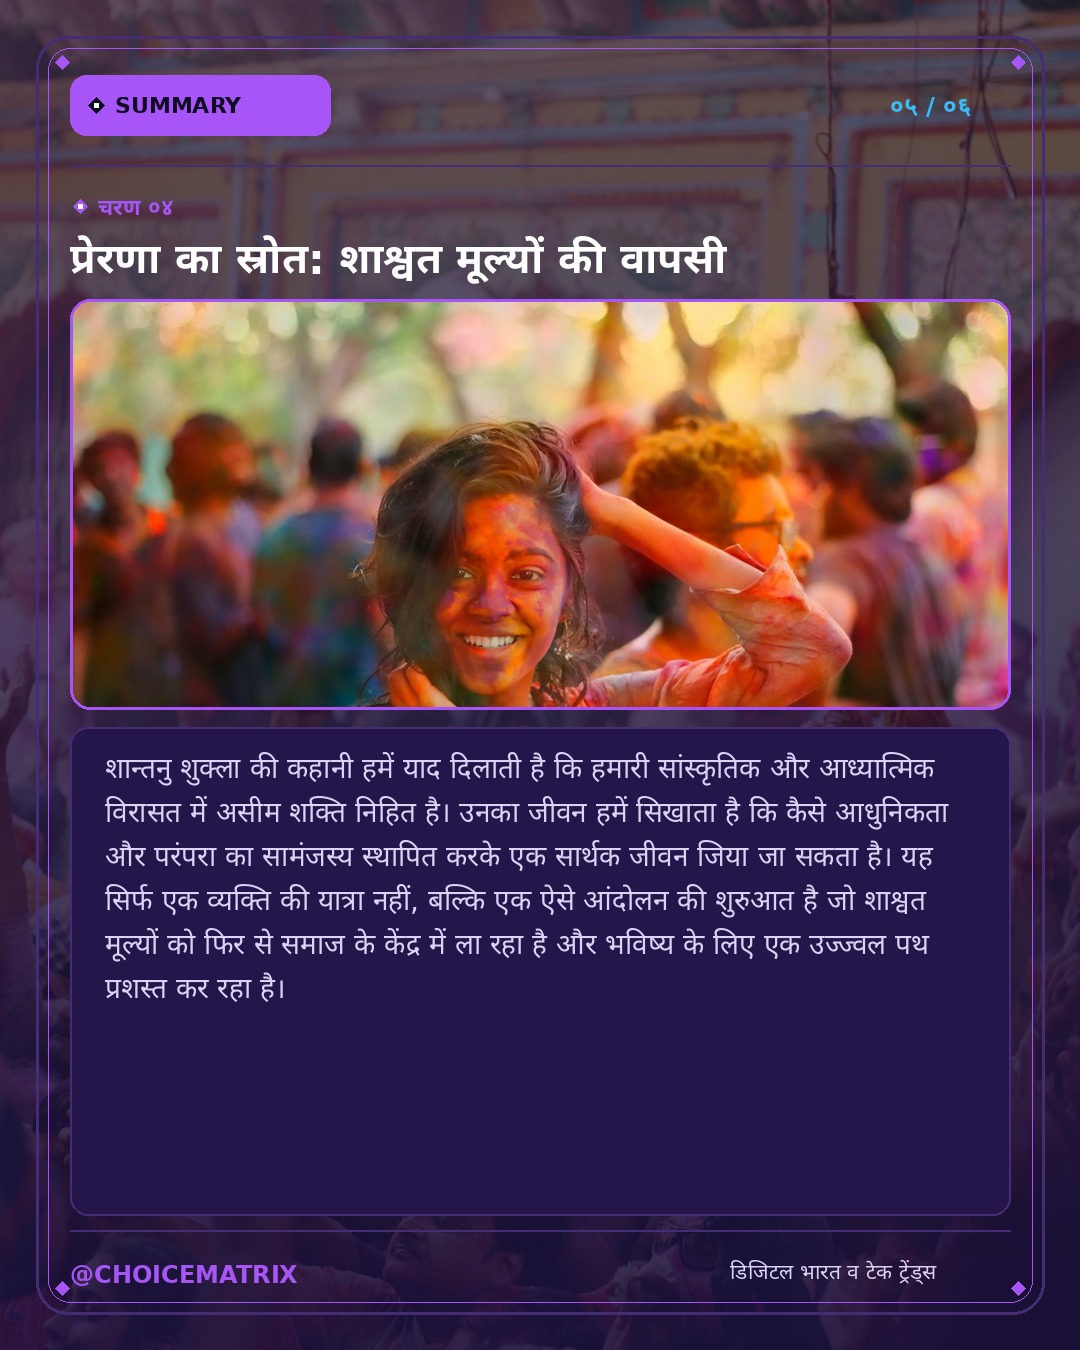 SUMMARY
०५ / ०६
चरण ०४
प्रेरणा का स्रोत: शाश्वत मूल्यों की वापसी
शान्तनु शुक्ला की कहानी हमें याद दिलाती है कि हमारी सांस्कृतिक और आध्यात्मिक
विरासत में असीम शक्ति निहित है। उनका जीवन हमें सिखाता है कि कैसे आधुनिकता
और परंपरा का सामंजस्य स्थापित करके एक सार्थक जीवन जिया जा सकता है। यह
सिर्फ एक व्यक्ति की यात्रा नहीं, बल्कि एक ऐसे आंदोलन की शुरुआत है जो शाश्वत
मूल्यों को फिर से समाज के केंद्र में ला रहा है और भविष्य के लिए एक उज्ज्वल पथ
प्रशस्त कर रहा है।
@CHOICEMATRIX
डिजिटल भारत व टेक ट्रेंड्स